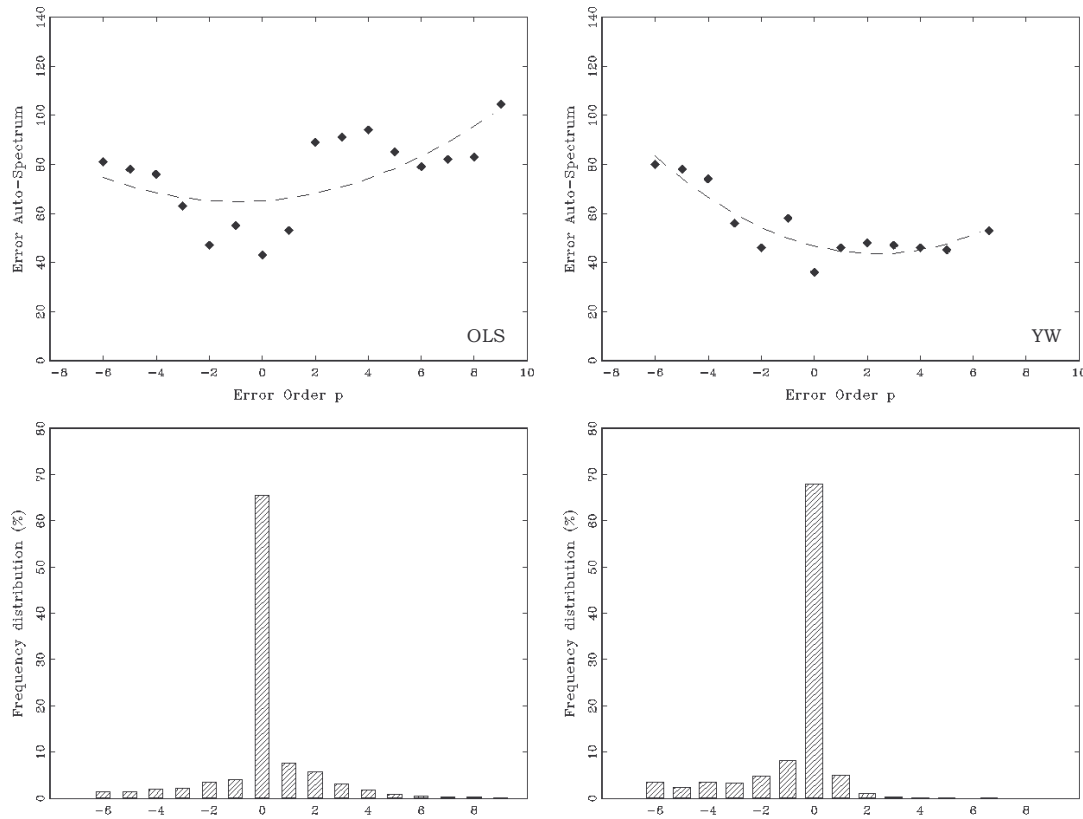 140
120
100
80
60
40
20
0
Error Auto-Spectrum
OLS
-8 -6 -4 -2 0 2 4 6 8 10
Error Order p
140
120
100
80
60
40
20
0
Error Auto-Spectrum
YW
-8 -6 -4 -2 0 2 4 6 8 10
Error Order p
80
70
60
50
40
30
20
10
0
Frequency distribution (%)
-6 -4 -2 0 2 4 6 8
80
70
60
50
40
30
20
10
0
Frequency distribution (%)
-6 -4 -2 0 2 4 6 8